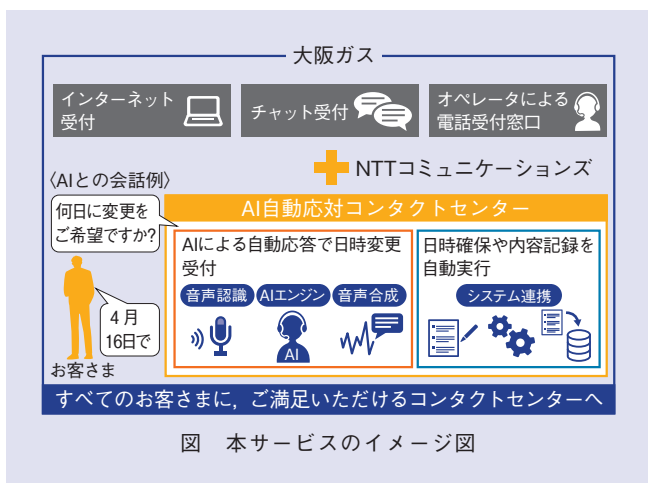 大阪ガス
インターネット
受付
チャット受付
オペレータによる
電話受付窓口
NTTコミュニケーションズ
〈AIとの会話例〉
何日に変更を
ご希望ですか?
AI自動応対コンタクトセンター
AIによる自動応答で日時変更
受付
音声認識
AIエンジン
音声合成
AI
日時確保や内容記録を
自動実行
システム連携
4月
16日で
お客さま
すべてのお客さまに，ご満足いただけるコンタクトセンターへ
図　本サービスのイメージ図